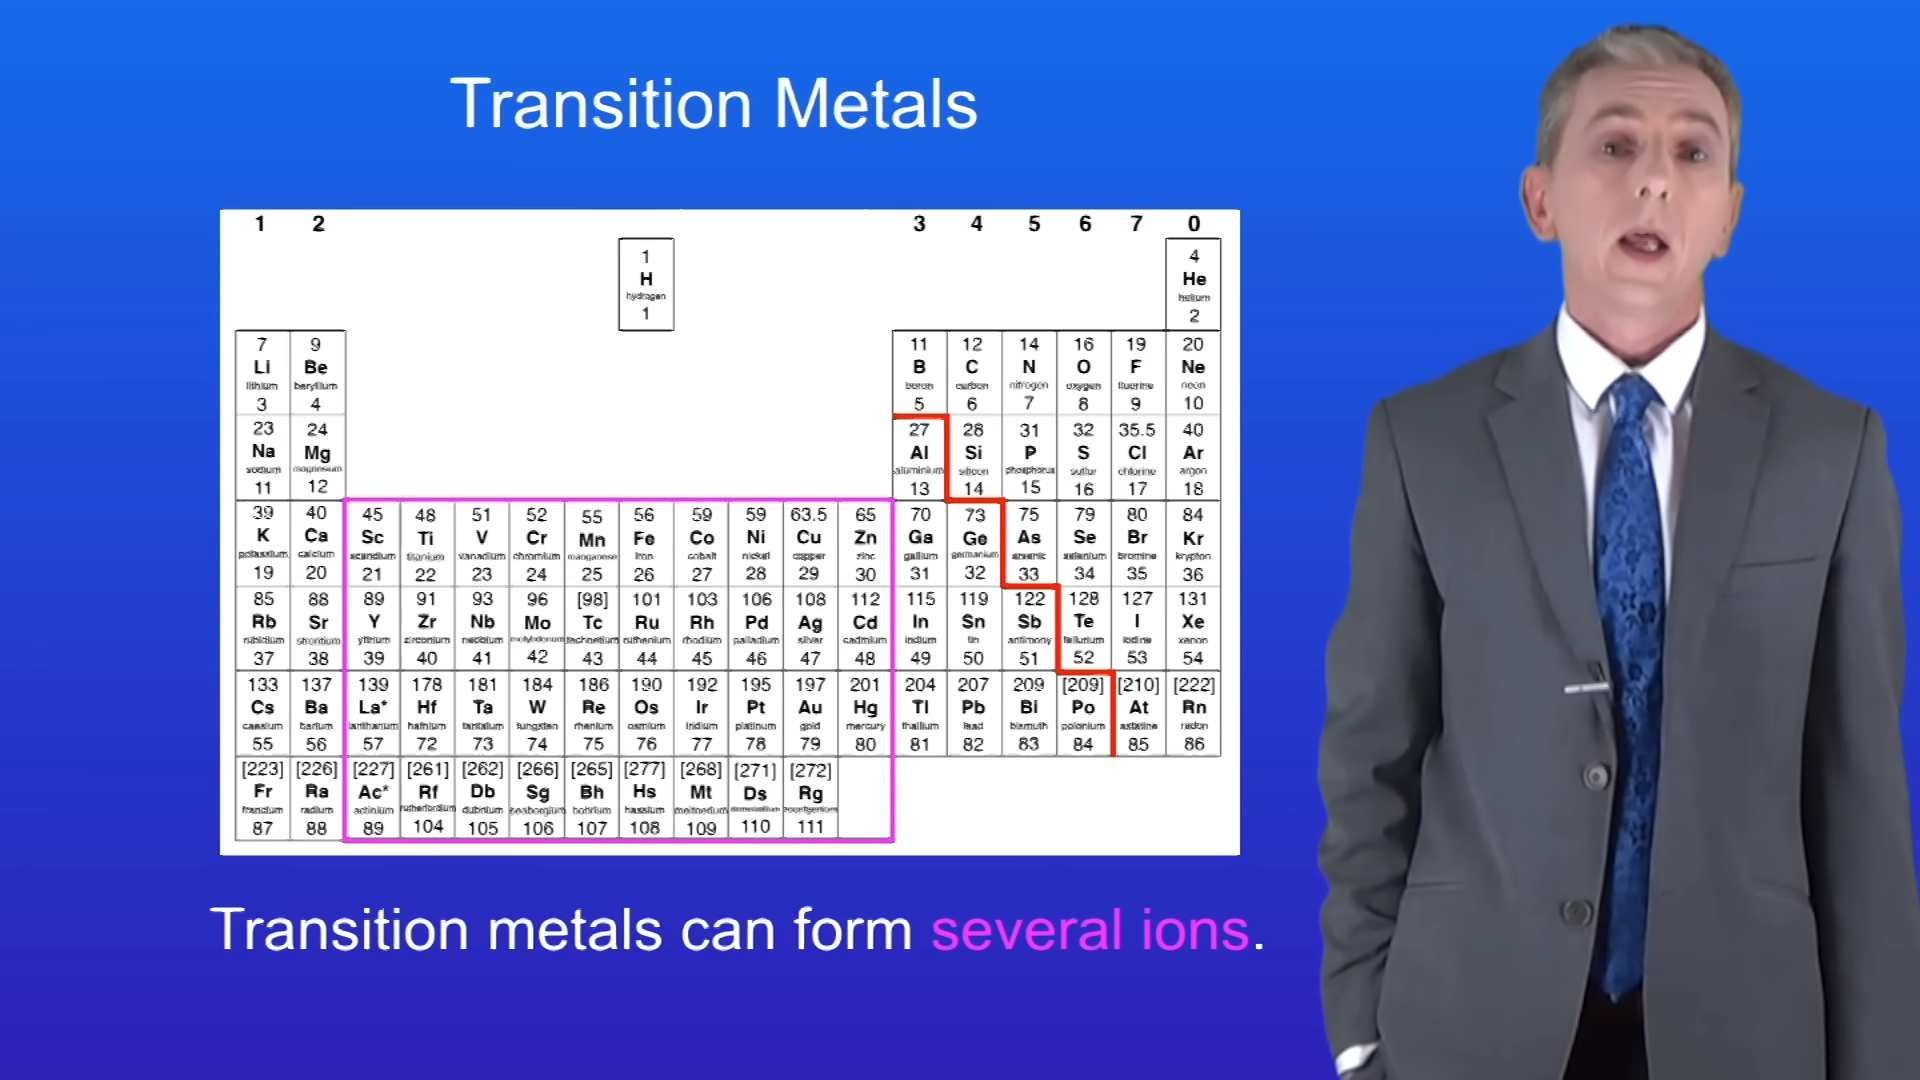 Transition Metals
1 2 3 4 5 6 7 0
1 4
H He
hydrogen helium
1 2
7 9 11 12 14 16 19 20
Li Be B C N O F Ne
lithium beryllium boron carbon nitrogen oxygen fluorine neon
3 4 5 6 7 8 9 10
23 24 27 28 31 32 35.5 40
Na Mg Al Si P S Cl Ar
sodium magnesium aluminium silicon phosphorus sulfur chlorine argon
11 12 13 14 15 16 17 18
39 40 45 48 51 52 55 56 59 59 63.5 65 70 73 75 79 80 84
K Ca Sc Ti V Cr Mn Fe Co Ni Cu Zn Ga Ge As Se Br Kr
potassium calcium scandium titanium vanadium chromium manganese iron cobalt nickel copper zinc gallium germanium arsenic selenium bromine krypton
19 20 21 22 23 24 25 26 27 28 29 30 31 32 33 34 35 36
85 88 89 91 93 96 [98] 101 103 106 108 112 115 119 122 128 127 131
Rb Sr Y Zr Nb Mo Tc Ru Rh Pd Ag Cd In Sn Sb Te I Xe
rubidium strontium yttrium zirconium niobium molybdenum technetium ruthenium rhodium palladium silver cadmium indium tin antimony tellurium iodine xenon
37 38 39 40 41 42 43 44 45 46 47 48 49 50 51 52 53 54
133 137 139 178 181 184 186 190 192 195 197 201 204 207 209 [209] [210] [222]
Cs Ba La* Hf Ta W Re Os Ir Pt Au Hg Tl Pb Bi Po At Rn
caesium barium lanthanum hafnium tantalum tungsten rhenium osmium iridium platinum gold mercury thallium lead bismuth polonium astatine radon
55 56 57 72 73 74 75 76 77 78 79 80 81 82 83 84 85 86
[223] [226] [227] [261] [262] [266] [265] [277] [268] [271] [272]
Fr Ra Ac* Rf Db Sg Bh Hs Mt Ds Rg
francium radium actinium rutherfordium dubnium seaborgium bohrium hassium meitnerium darmstadtium roentgenium
87 88 89 104 105 106 107 108 109 110 111
Transition metals can form several ions.